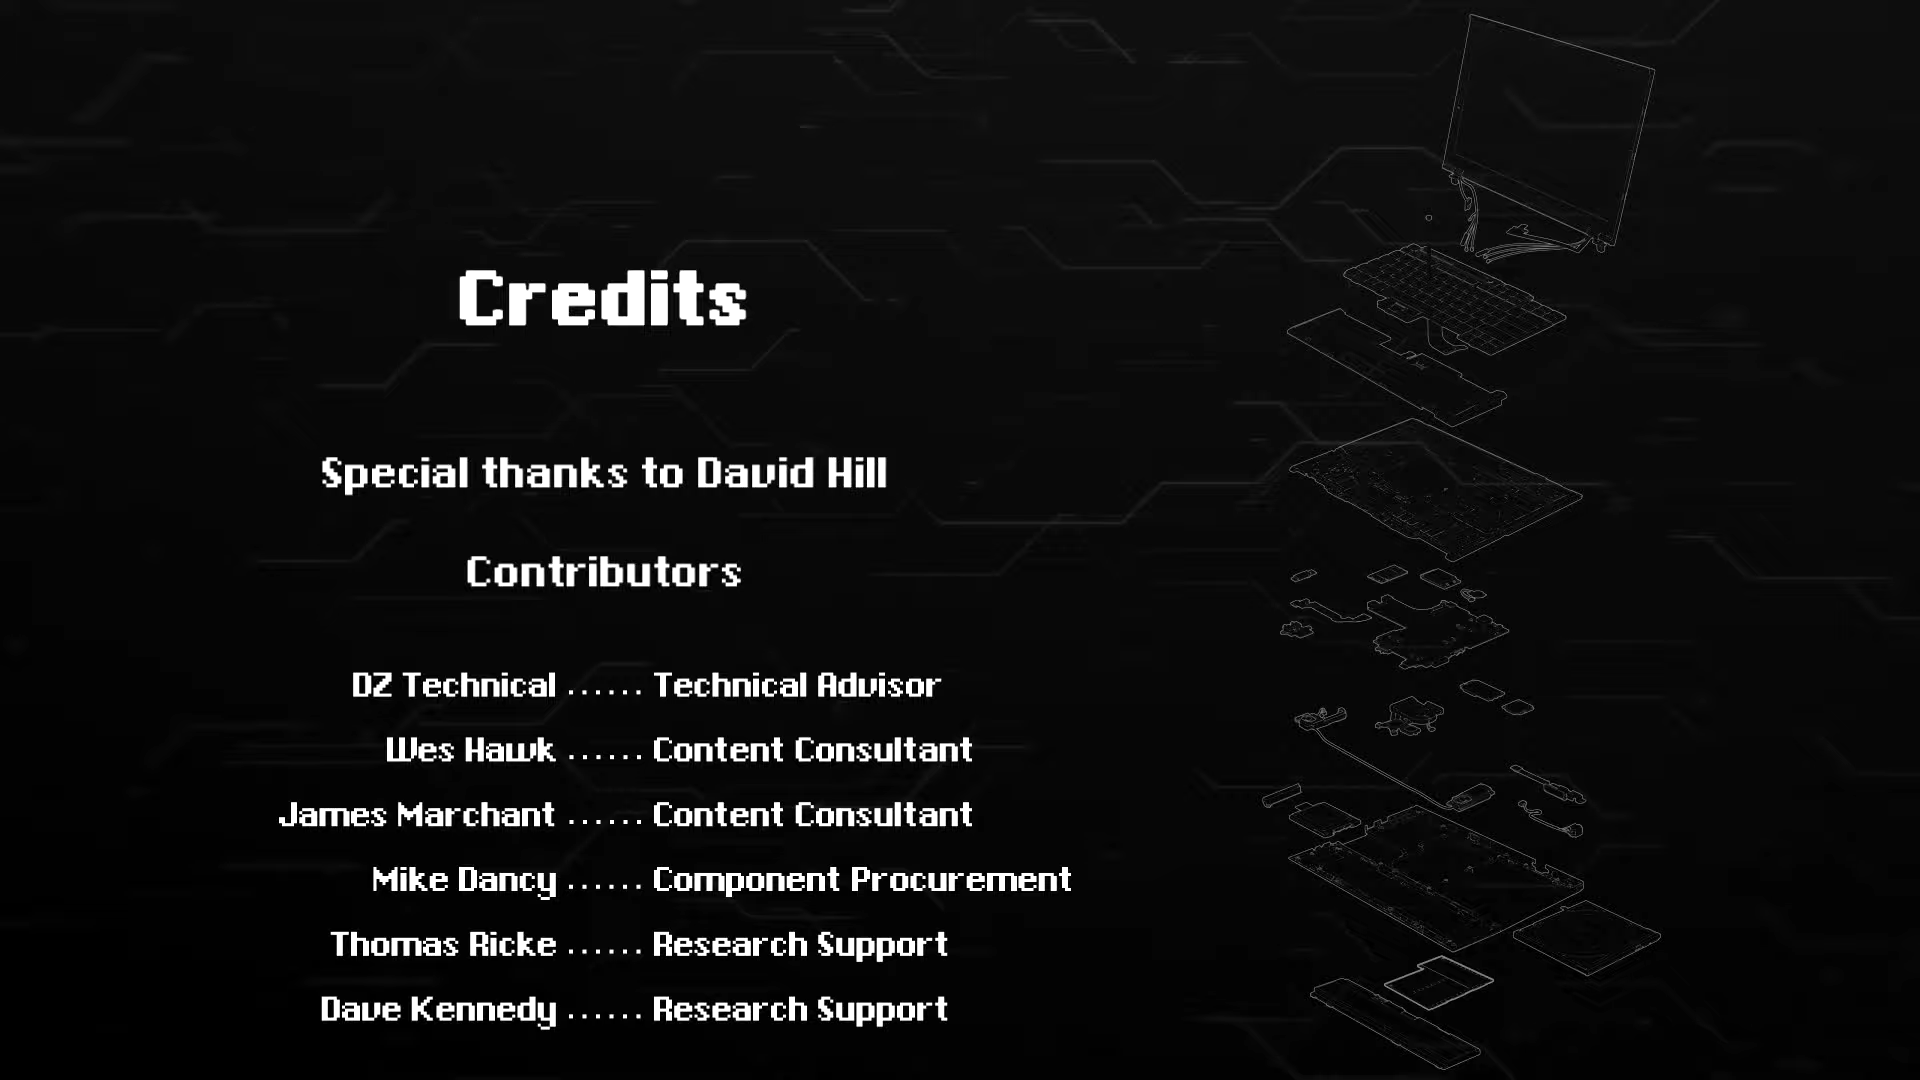 Credits
Special thanks to David Hill
Contributors
DZ Technical ...... Technical Advisor
Wes Hawk ...... Content Consultant
James Marchant ...... Content Consultant
Mike Dancy ...... Component Procurement
Thomas Ricke ...... Research Support
Dave Kennedy ...... Research Support